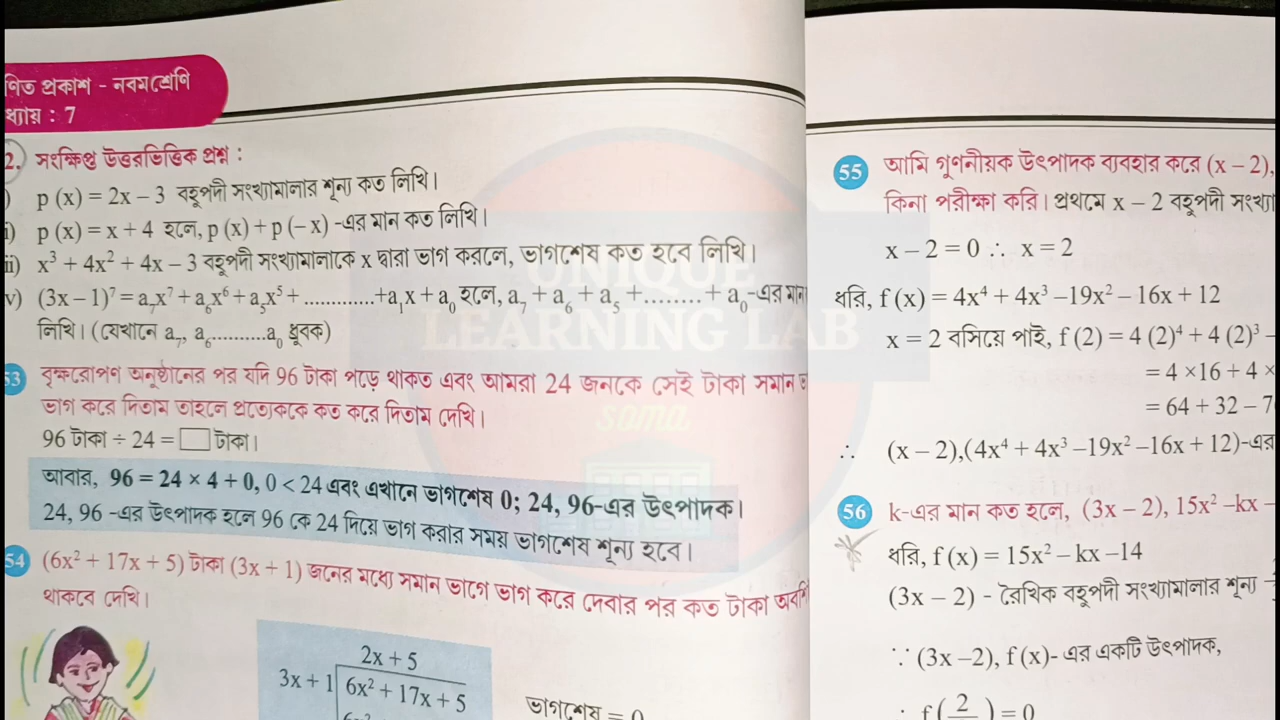 ণিত প্রকাশ - নবম শ্রেণি
ধ্যায় : 7
2. সংক্ষিপ্ত উত্তরভিত্তিক প্রশ্ন :
) p (x) = 2x – 3 বহুপদী সংখ্যামালার শূন্য কত লিখি।
i) p (x) = x + 4 হলে, p (x) + p (– x) -এর মান কত লিখি।
ii) x³ + 4x² + 4x – 3 বহুপদী সংখ্যামালাকে x দ্বারা ভাগ করলে, ভাগশেষ কত হবে লিখি।
v) (3x – 1)⁷ = a₇x⁷ + a₆x⁶ + a₅x⁵ + .............+a₁x + a₀ হলে, a₇ + a₆ + a₅ +........+ a₀-এর মান
লিখি। (যেখানে a₇, a₆..........a₀ ধ্রুবক)
53 বৃক্ষরোপণ অনুষ্ঠানের পর যদি 96 টাকা পড়ে থাকত এবং আমরা 24 জনকে সেই টাকা সমান
ভাগ করে দিতাম তাহলে প্রত্যেককে কত করে দিতাম দেখি।
96 টাকা ÷ 24 = □ টাকা।
আবার, 96 = 24 × 4 + 0, 0 < 24 এবং এখানে ভাগশেষ 0; 24, 96-এর উৎপাদক।
24, 96 -এর উৎপাদক হলে 96 কে 24 দিয়ে ভাগ করার সময় ভাগশেষ শূন্য হবে।
54 (6x² + 17x + 5) টাকা (3x + 1) জনের মধ্যে সমান ভাগে ভাগ করে দেবার পর কত টাকা
থাকবে দেখি।
2x + 5
3x + 1 6x² + 17x + 5
ভাগশেষ = 0
55 আমি গুণনীয়ক উৎপাদক ব্যবহার করে (x – 2),
কিনা পরীক্ষা করি। প্রথমে x – 2 বহুপদী
x – 2 = 0 ∴ x = 2
ধরি, f (x) = 4x⁴ + 4x³ –19x² – 16x + 12
x = 2 বসিয়ে পাই, f (2) = 4 (2)⁴ + 4 (2)³ –
= 4 ×16 + 4 ×
= 64 + 32 – 7
∴ (x – 2),(4x⁴ + 4x³ –19x² –16x + 12)-এর
56 k-এর মান কত হলে, (3x – 2), 15x² –kx –
ধরি, f (x) = 15x² – kx –14
(3x – 2) - রৈখিক বহুপদী সংখ্যামালার শূন্য
∵ (3x –2), f (x)- এর একটি উৎপাদক,
f(2 ) = 0
UNIQUE
LEARNING LAB
soma